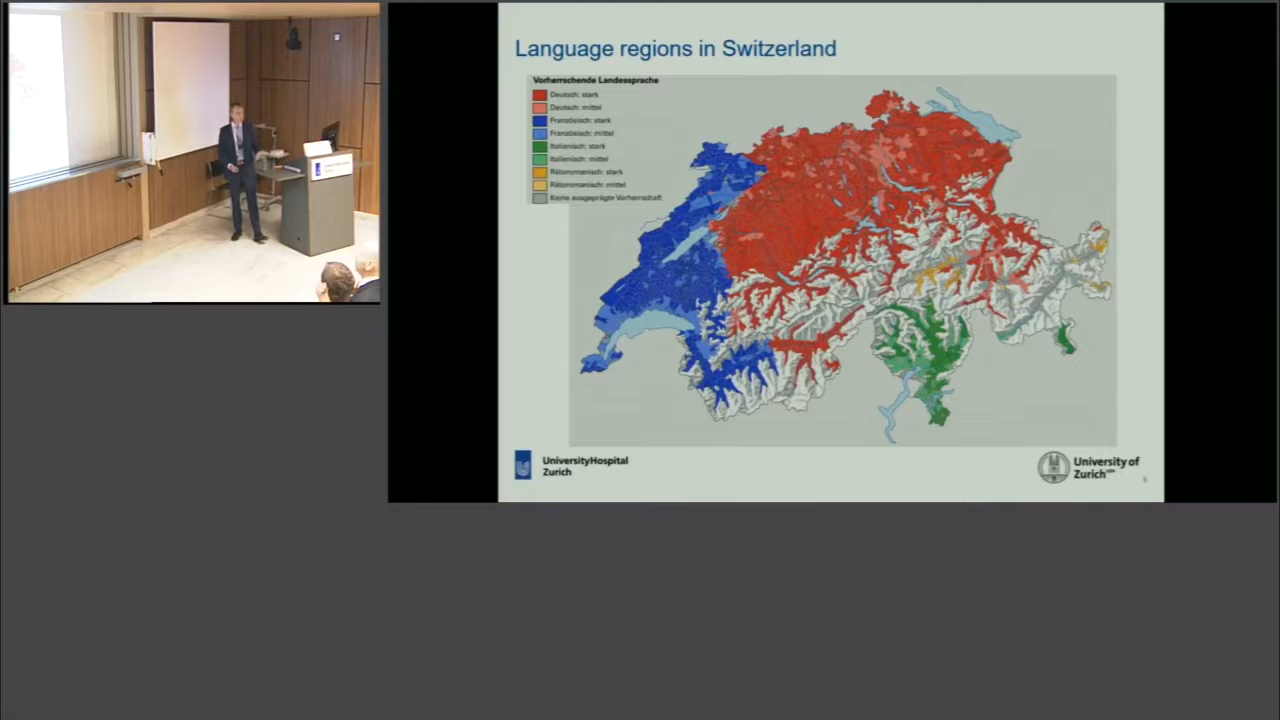 Language regions in Switzerland
Vorherrschende Landessprache
Deutsch: stark
Deutsch: mittel
Französisch: stark
Französisch: mittel
Italienisch: stark
Italienisch: mittel
Rätoromanisch: stark
Rätoromanisch: mittel
Keine ausgeprägte Vorherrschaft
UniversityHospital
Zurich
University of
Zurich